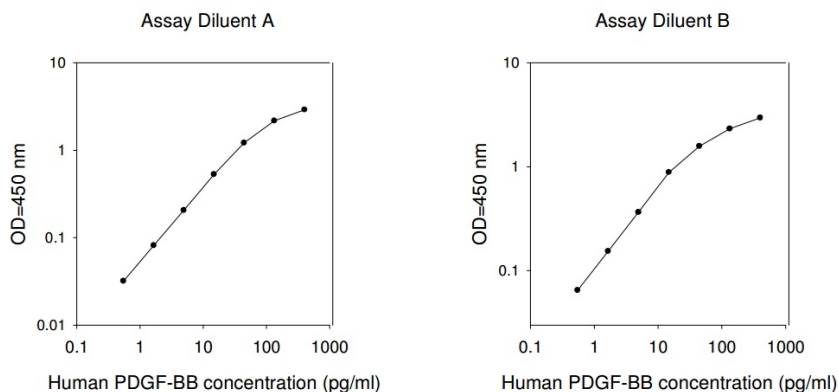 Assay Diluent A
10
1
0.1
0.01
OD=450 nm
0.1 1 10 100 1000
Human PDGF-BB concentration (pg/ml)
Assay Diluent B
10
1
0.1
OD=450 nm
0.1 1 10 100 1000
Human PDGF-BB concentration (pg/ml)